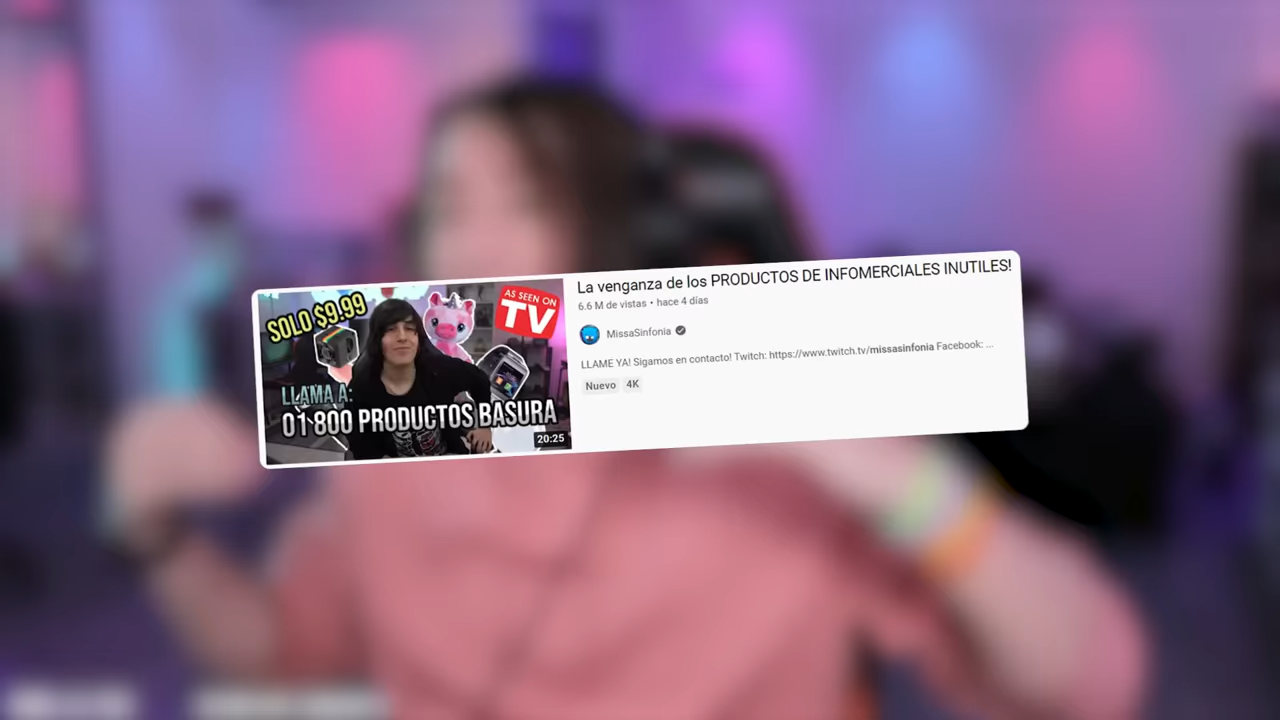 SOLO $9.99
AS SEEN ON
TV
LLAMA A:
01 800 PRODUCTOS BASURA
20:25
La venganza de los PRODUCTOS DE INFOMERCIALES INUTILES!
6.6 M de vistas • hace 4 días
MissaSinfonia
LLAME YA! Sigamos en contacto! Twitch: https://www.twitch.tv/missasinfonia Facebook: ...
Nuevo 4K